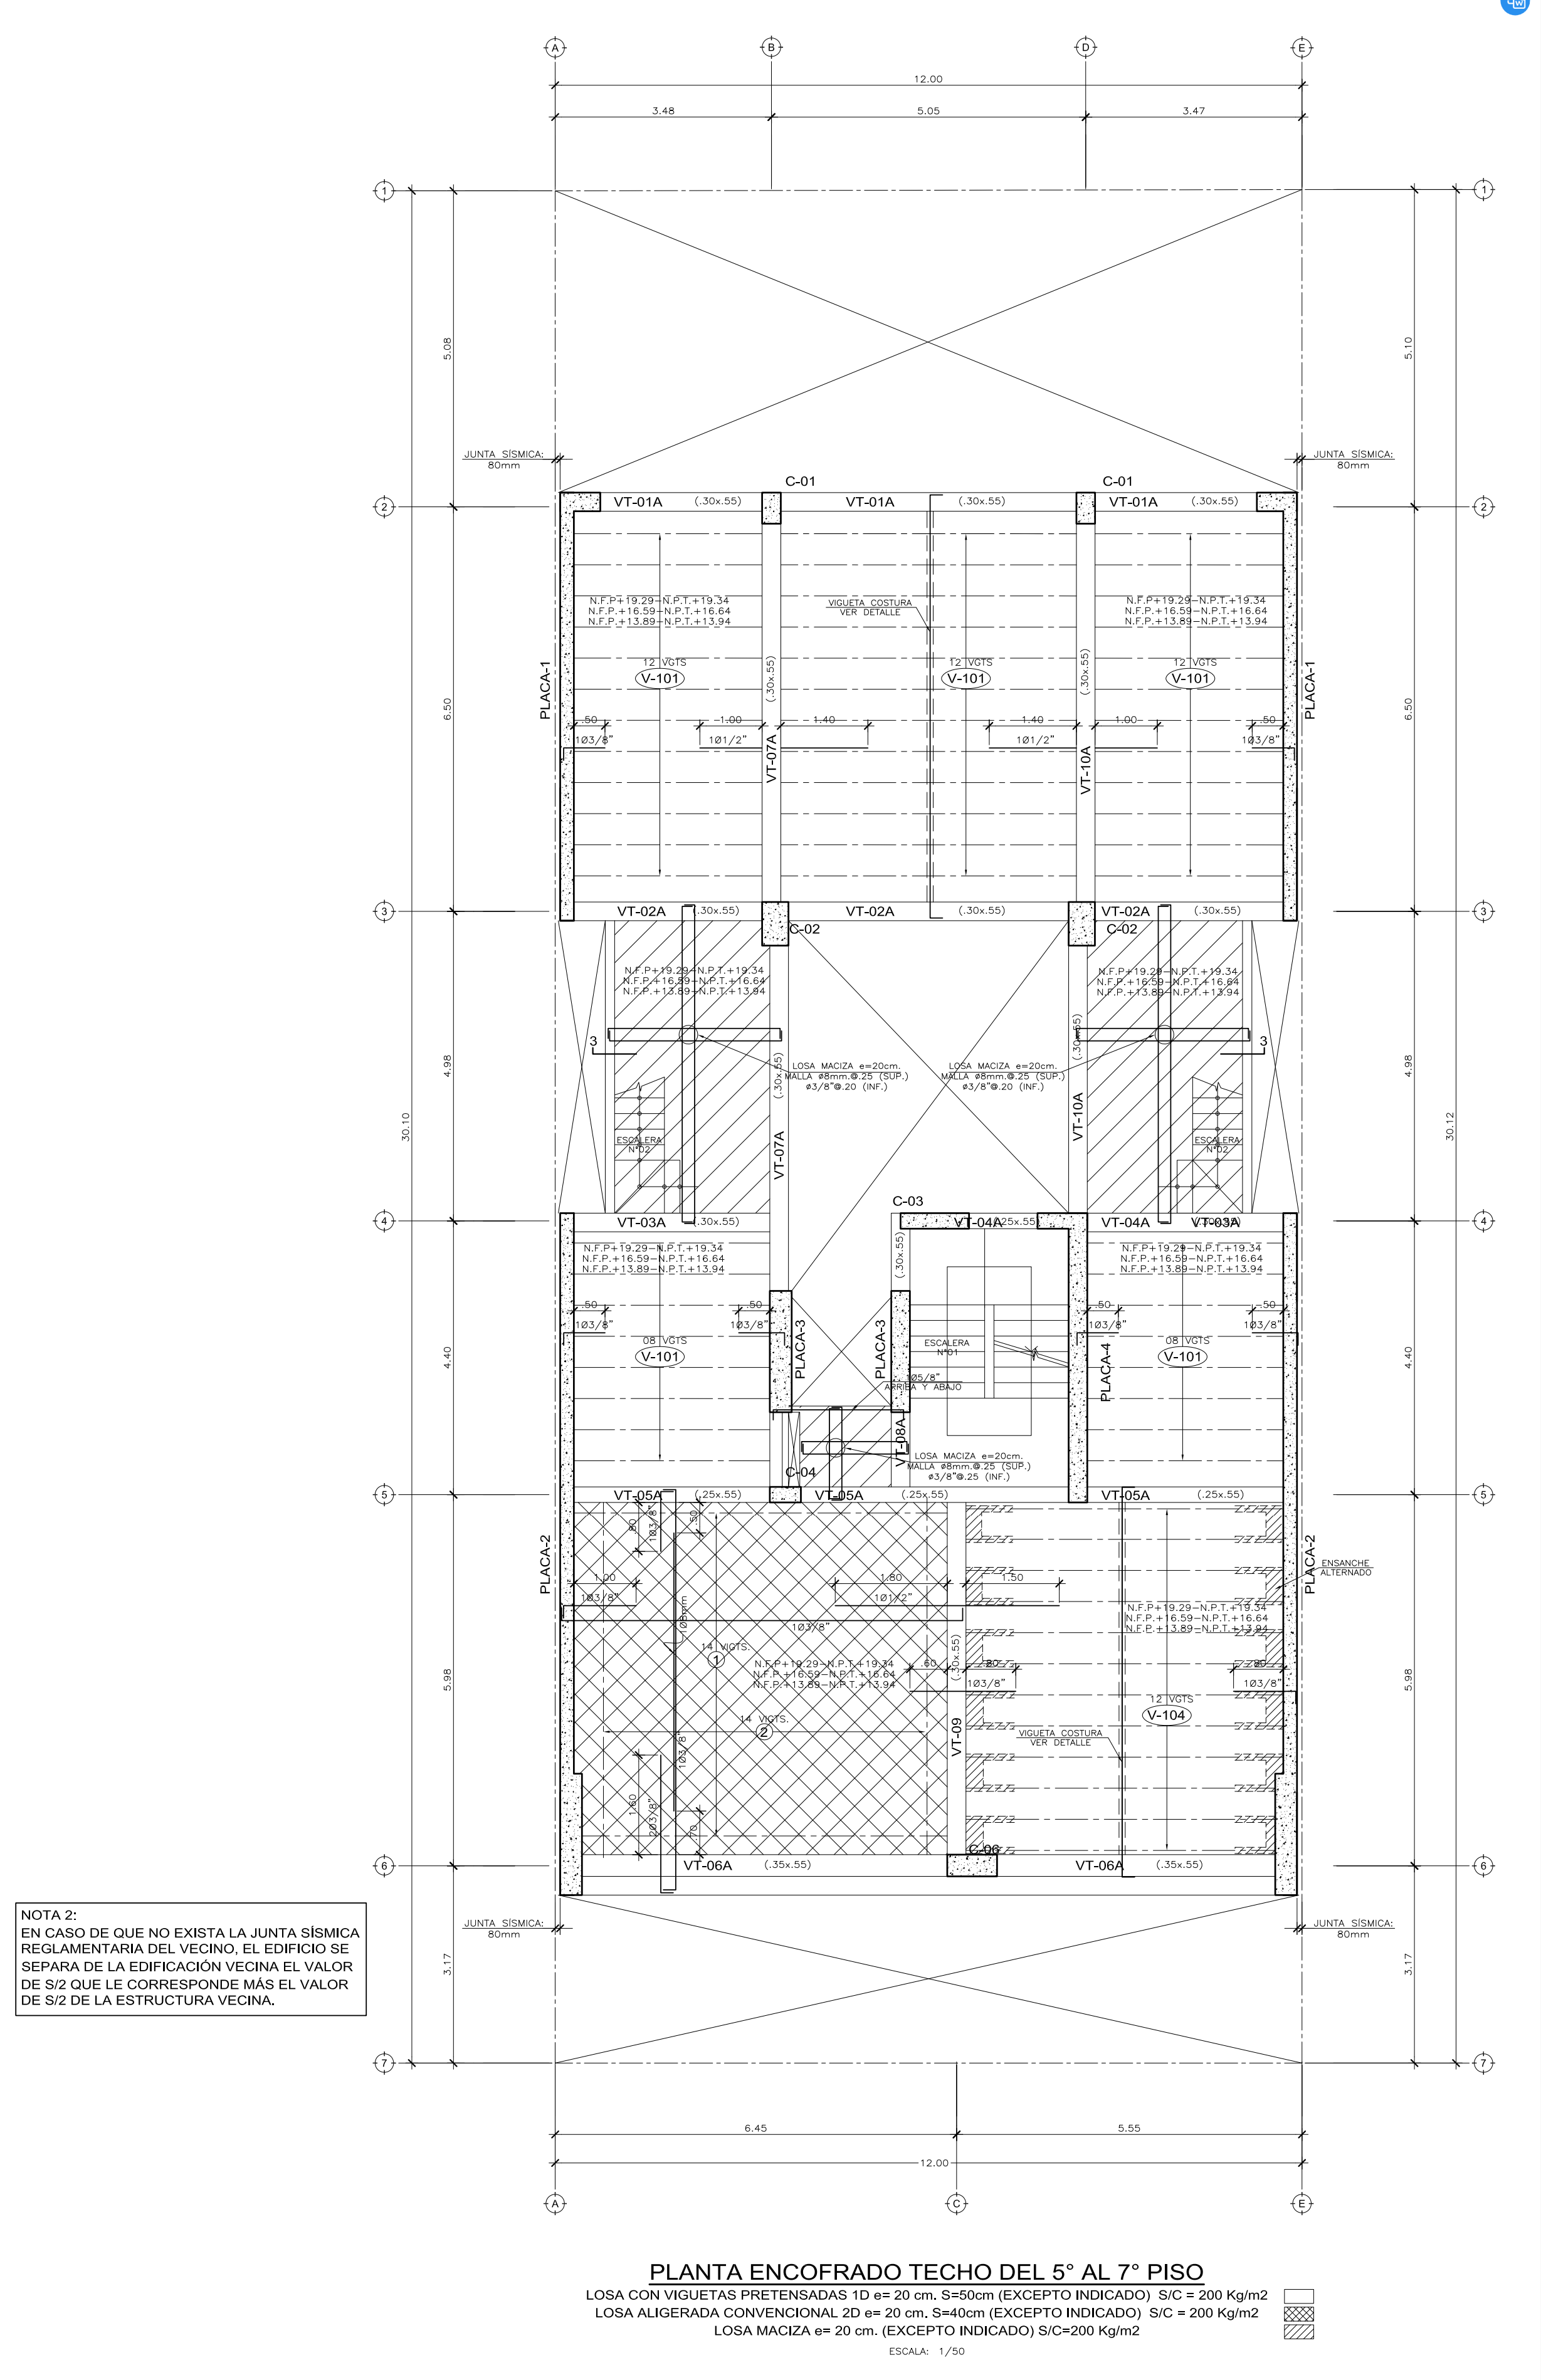 A
B
D
E
12.00
3.48
5.05
3.47
1
1
5.08
5.10
JUNTA SÍSMICA:
80mm
JUNTA SÍSMICA:
80mm
C-01
C-01
2
VT-01A
(.30x.55)
VT-01A
(.30x.55)
VT-01A
(.30x.55)
2
N.F.P+19.29-N.P.T.+19.34
N.F.P.+16.59-N.P.T.+16.64
N.F.P.+13.89-N.P.T.+13.94
VIGUETA COSTURA
VER DETALLE
N.F.P+19.29-N.P.T.+19.34
N.F.P.+16.59-N.P.T.+16.64
N.F.P.+13.89-N.P.T.+13.94
PLACA-1
12 VGTS
V-101
(.30x.55)
12 VGTS
V-101
(.30x.55)
12 VGTS
V-101
PLACA-1
6.50
6.50
.50
1.00
1.40
1.40
1.00
.50
1Ø3/8"
1Ø1/2"
VT-07A
1Ø1/2"
VT-10A
1Ø3/8"
3
VT-02A
(.30x.55)
VT-02A
(.30x.55)
VT-02A
(.30x.55)
3
C-02
C-02
N.F.P+19.29-N.P.T.+19.34
N.F.P.+16.59-N.P.T.+16.64
N.F.P.+13.89-N.P.T.+13.94
N.F.P+19.29-N.P.T.+19.34
N.F.P.+16.59-N.P.T.+16.64
N.F.P.+13.89-N.P.T.+13.94
3
3
4.98
4.98
(.30x.55)
(.30x.55)
LOSA MACIZA e=20cm.
MALLA ø8mm.@.25 (SUP.)
ø3/8"@.20 (INF.)
LOSA MACIZA e=20cm.
MALLA ø8mm.@.25 (SUP.)
ø3/8"@.20 (INF.)
30.10
30.12
ESCALERA
N°02
VT-07A
VT-10A
ESCALERA
N°02
C-03
4
VT-03A
(.30x.55)
VT-04A
(.25x.55)
VT-04A
VT-03A
(.30x.55)
4
N.F.P+19.29-N.P.T.+19.34
N.F.P.+16.59-N.P.T.+16.64
N.F.P.+13.89-N.P.T.+13.94
(.30x.55)
N.F.P+19.29-N.P.T.+19.34
N.F.P.+16.59-N.P.T.+16.64
N.F.P.+13.89-N.P.T.+13.94
.50
.50
.50
.50
1Ø3/8"
1Ø3/8"
1Ø3/8"
1Ø3/8"
08 VGTS
V-101
PLACA-3
PLACA-3
ESCALERA
N°01
PLACA-4
08 VGTS
V-101
4.40
4.40
1Ø5/8"
ARRIBA Y ABAJO
VT-08A
LOSA MACIZA e=20cm.
MALLA ø8mm.@.25 (SUP.)
ø3/8"@.25 (INF.)
C-04
5
VT-05A
(.25x.55)
VT-05A
(.25x.55)
VT-05A
(.25x.55)
5
.80
1Ø3/8"
.50
PLACA-2
PLACA-2
ENSANCHE
ALTERNADO
1.00
1.80
1.50
1Ø3/8"
1Ø1/2"
1Ø8mm
1Ø3/8"
N.F.P+19.29-N.P.T.+19.34
N.F.P.+16.59-N.P.T.+16.64
N.F.P.+13.89-N.P.T.+13.94
14 VIGTS.
1
(.30x.55)
N.F.P+19.29-N.P.T.+19.34
N.F.P.+16.59-N.P.T.+16.64
N.F.P.+13.89-N.P.T.+13.94
.60
.80
.80
1Ø3/8"
1Ø3/8"
5.98
5.98
14 VIGTS.
2
12 VGTS
V-104
VT-09
VIGUETA COSTURA
VER DETALLE
1Ø3/8"
1.60
2Ø3/8"
.70
C-06
6
VT-06A
(.35x.55)
VT-06A
(.35x.55)
6
JUNTA SÍSMICA:
80mm
JUNTA SÍSMICA:
80mm
NOTA 2:
EN CASO DE QUE NO EXISTA LA JUNTA SÍSMICA
REGLAMENTARIA DEL VECINO, EL EDIFICIO SE
SEPARA DE LA EDIFICACIÓN VECINA EL VALOR
DE S/2 QUE LE CORRESPONDE MÁS EL VALOR
DE S/2 DE LA ESTRUCTURA VECINA.
3.17
3.17
7
7
6.45
5.55
12.00
A
C
E
PLANTA ENCOFRADO TECHO DEL 5° AL 7° PISO
LOSA CON VIGUETAS PRETENSADAS 1D e= 20 cm. S=50cm (EXCEPTO INDICADO) S/C = 200 Kg/m2
LOSA ALIGERADA CONVENCIONAL 2D e= 20 cm. S=40cm (EXCEPTO INDICADO) S/C = 200 Kg/m2
LOSA MACIZA e= 20 cm. (EXCEPTO INDICADO) S/C=200 Kg/m2
ESCALA: 1/50